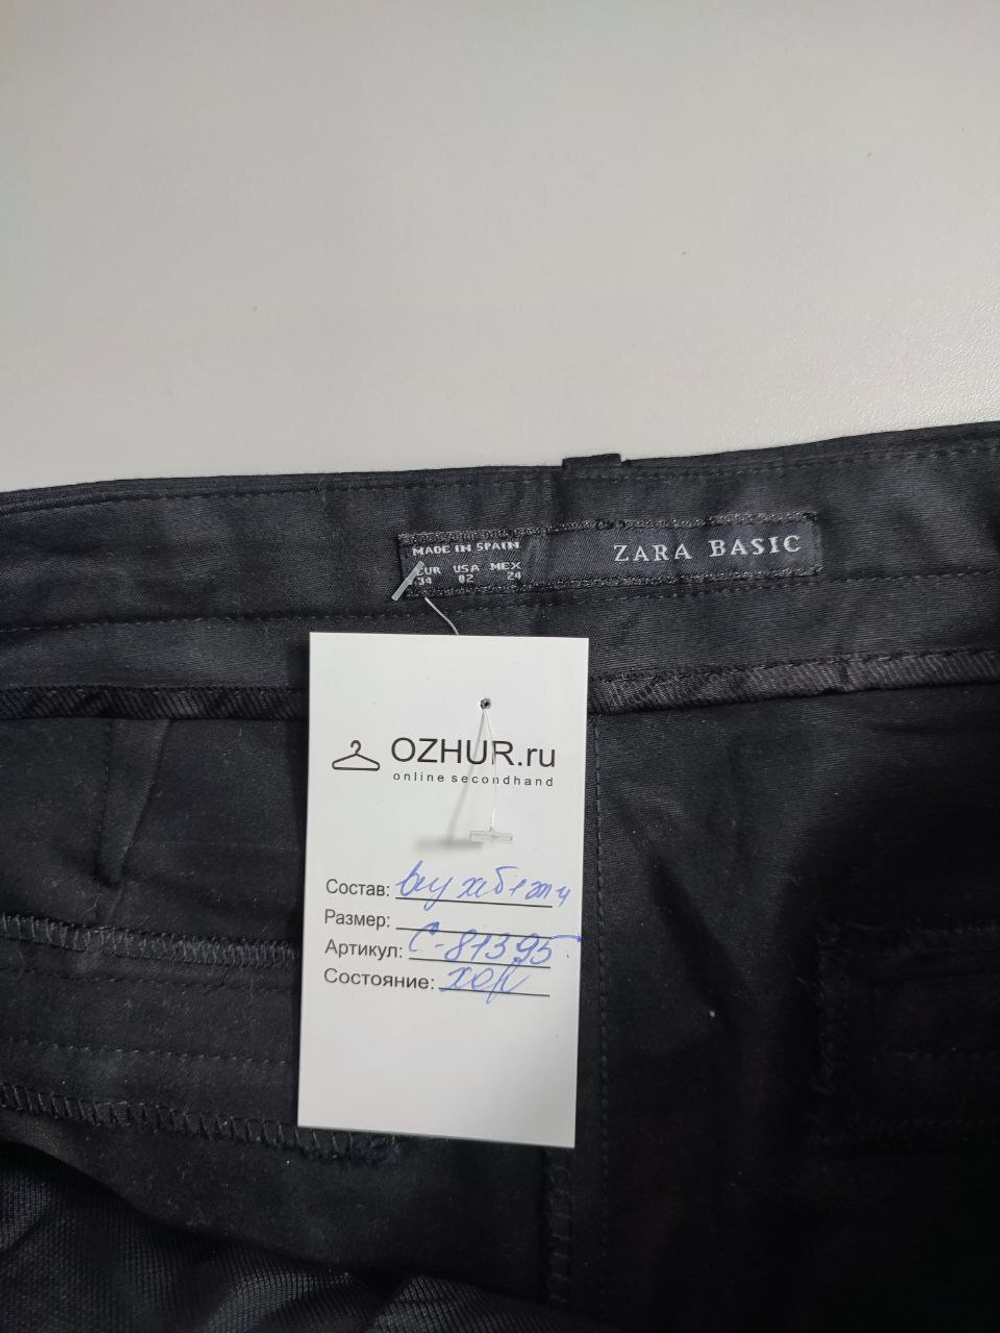 MADE IN SPAIN
EUR USA MEX
34 02 24
ZARA BASIC
OZHUR.ru
online secondhand
Состав:
Размер:
Артикул: С-81395
Состояние: хор